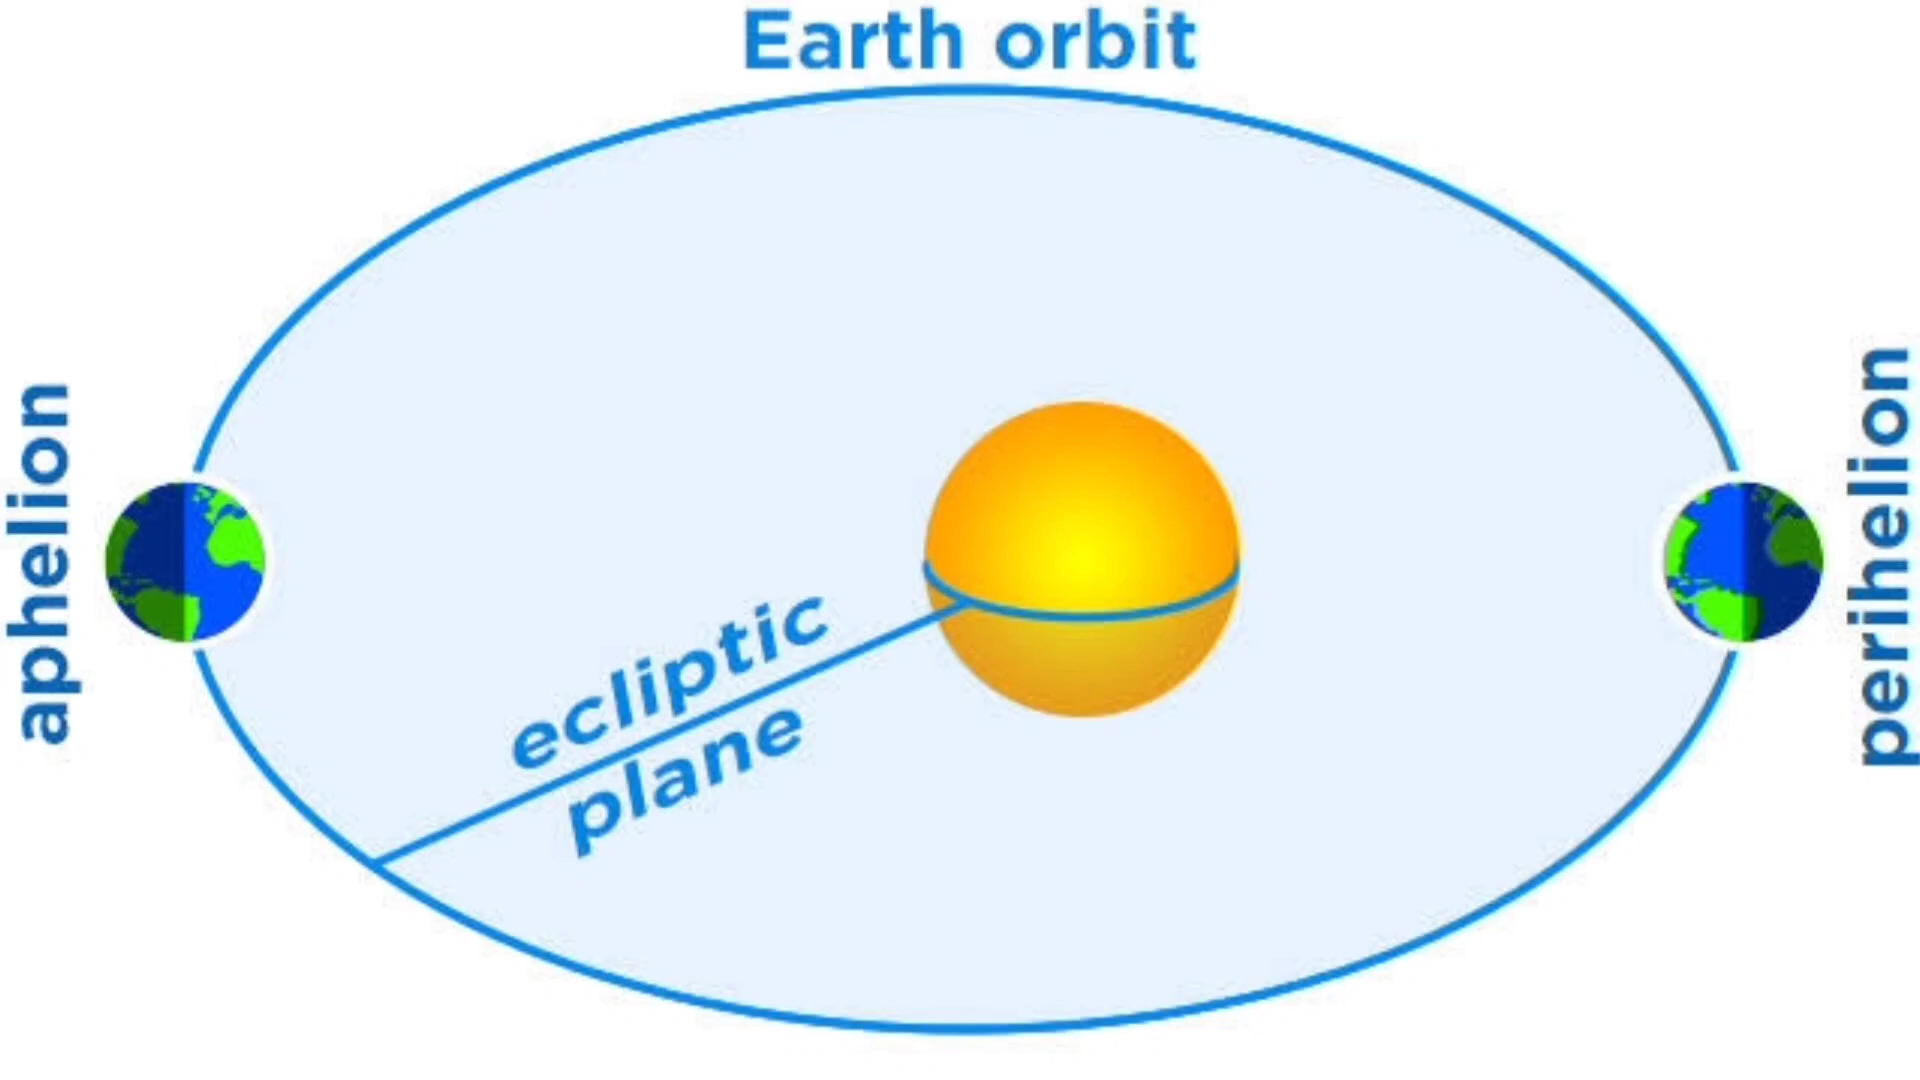 Earth orbit
aphelion
ecliptic
plane
perihelion